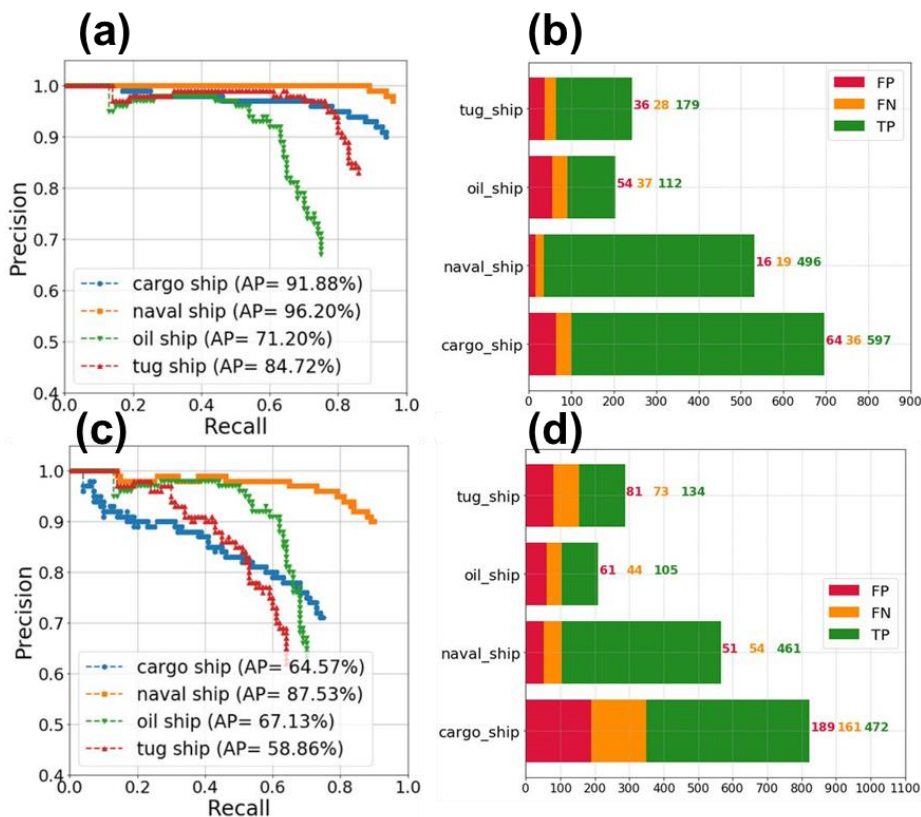 (a)
1.0
0.9
0.8
0.7
0.6
0.5
0.4
Precision
cargo ship (AP= 91.88%)
naval ship (AP= 96.20%)
oil ship (AP= 71.20%)
tug ship (AP= 84.72%)
0.0 0.2 0.4 0.6 0.8 1.0
Recall
(b)
FP
FN
TP
tug_ship
36 28 179
oil_ship
54 37 112
naval_ship
16 19 496
cargo_ship
64 36 597
0 100 200 300 400 500 600 700 800 900
(c)
1.0
0.9
0.8
0.7
0.6
0.5
0.4
Precision
cargo ship (AP= 64.57%)
naval ship (AP= 87.53%)
oil ship (AP= 67.13%)
tug ship (AP= 58.86%)
0.0 0.2 0.4 0.6 0.8 1.0
Recall
(d)
tug_ship
81 73 134
oil_ship
61 44 105
FP
FN
TP
naval_ship
51 54 461
cargo_ship
189 161 472
0 100 200 300 400 500 600 700 800 900 1000 1100